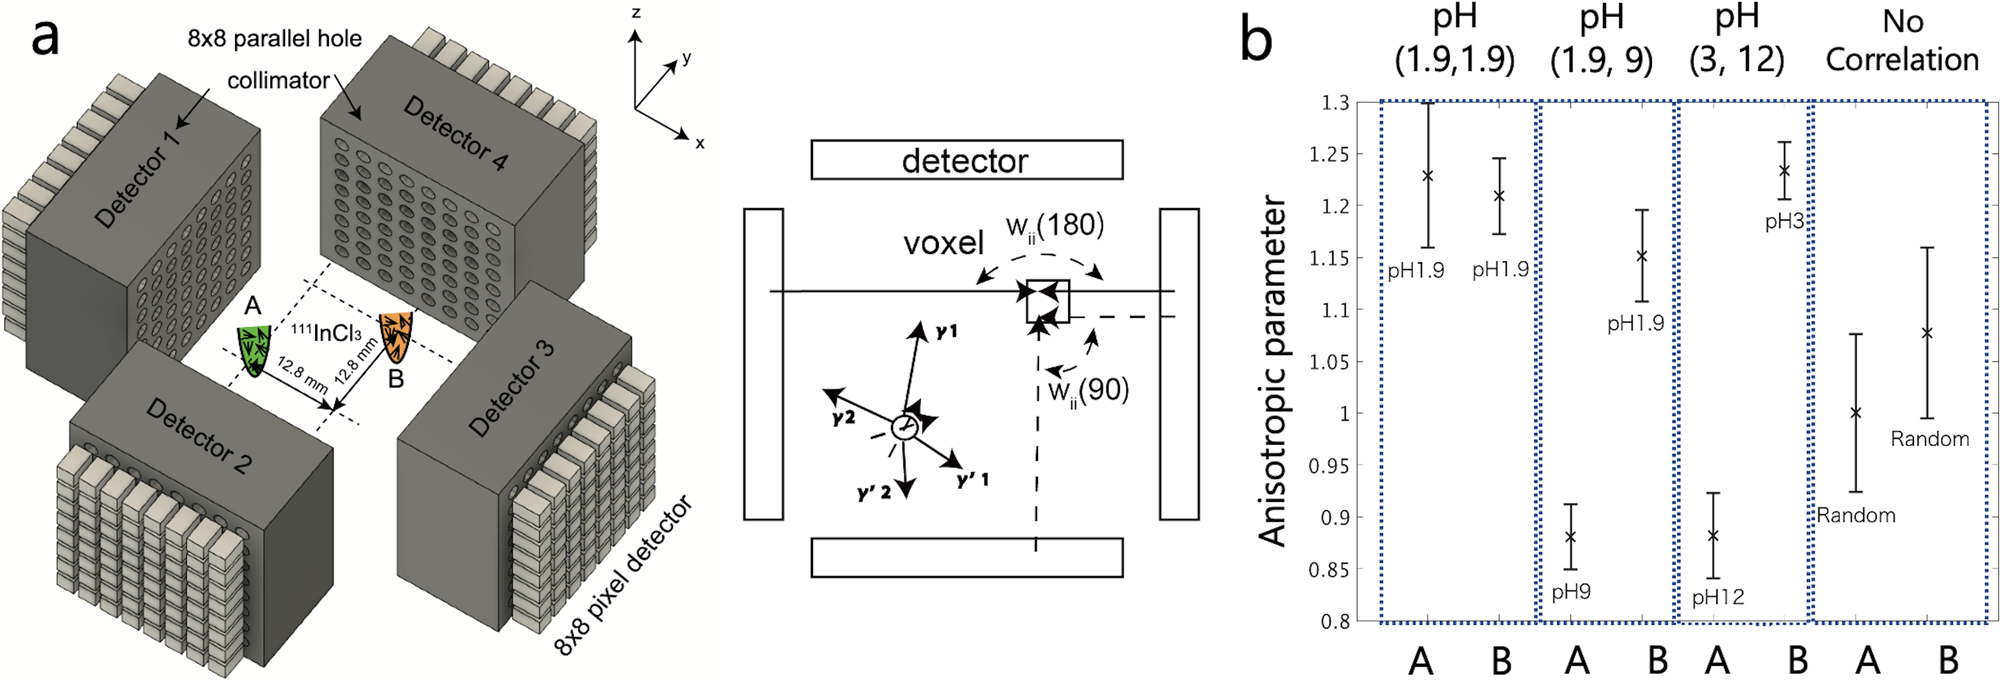 a
8x8 parallel hole
collimator
Detector 1
Detector 4
z
y
x
A
¹¹¹InCl₃
12.8 mm
12.8 mm
B
Detector 2
Detector 3
8x8 pixel detector
detector
voxel
Wᵢᵢ(180)
Wᵢᵢ(90)
γ1
γ2
γ' 1
γ' 2
b
pH
(1.9,1.9)
pH
(1.9, 9)
pH
(3, 12)
No
Correlation
Anisotropic parameter
1.3
1.25
1.2
1.15
1.1
1.05
1
0.95
0.9
0.85
0.8
pH1.9
pH1.9
pH9
pH1.9
pH12
pH3
Random
Random
A
B
A
B
A
B
A
B